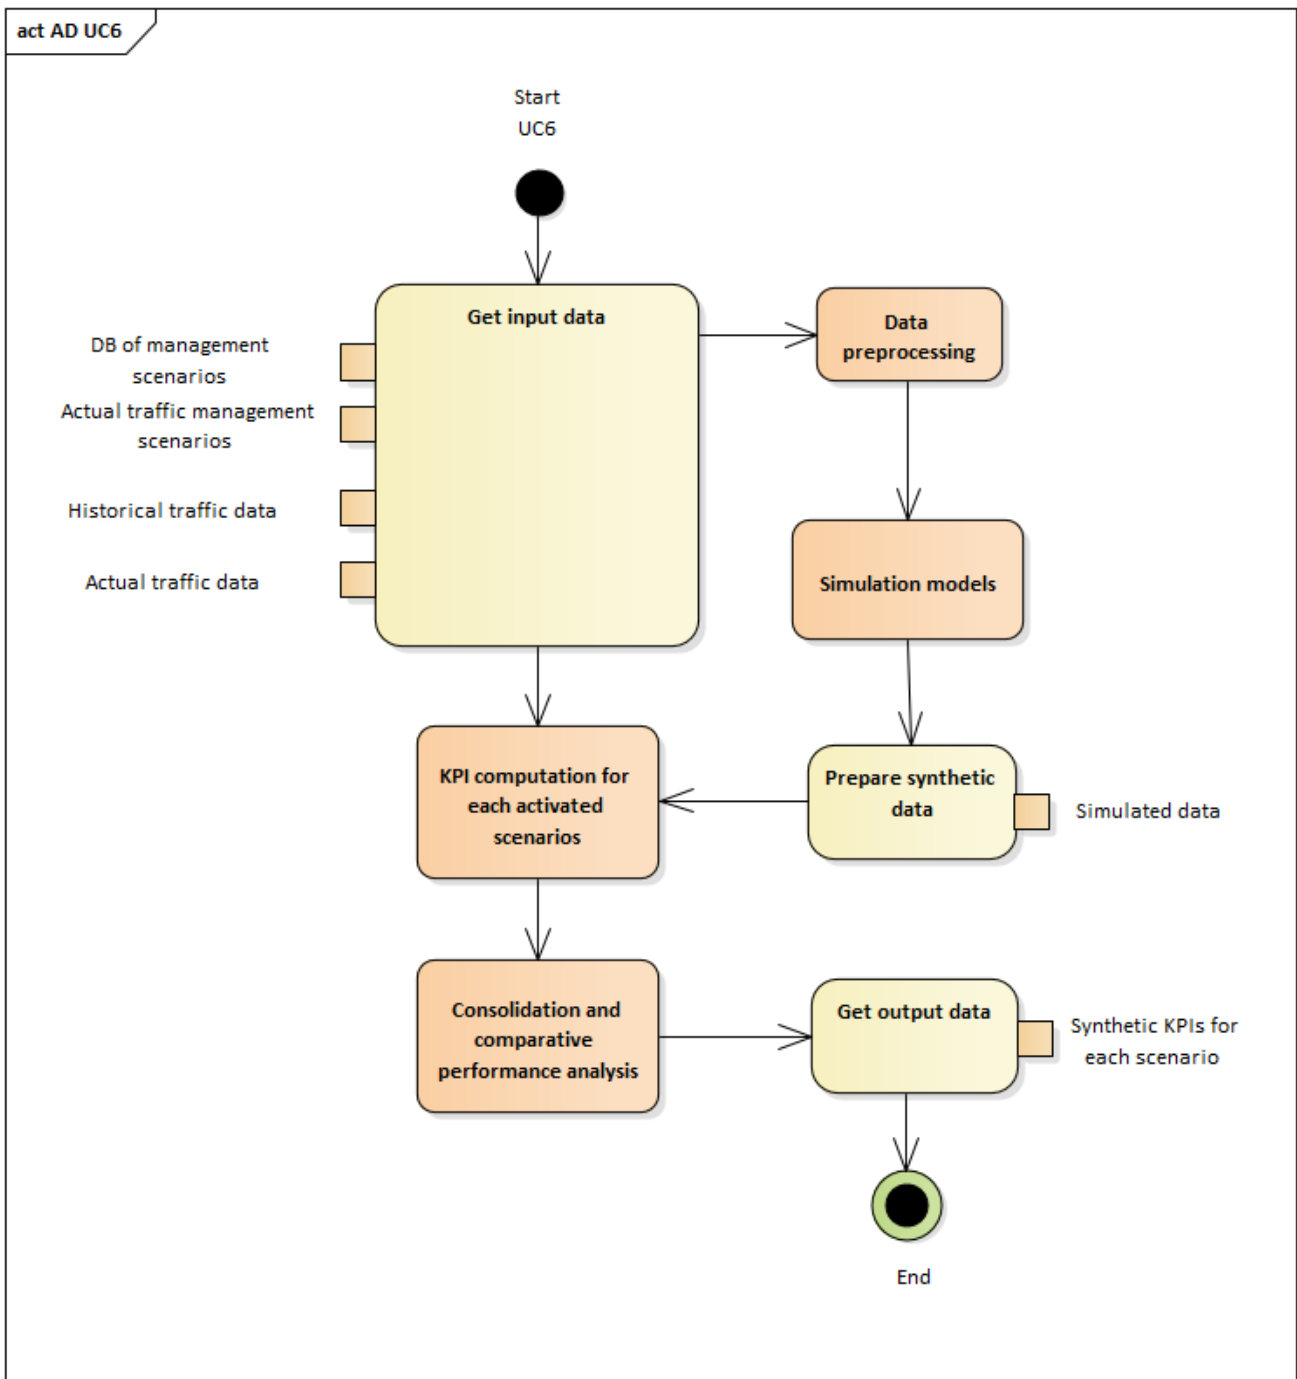 act AD UC6
Start
UC6
Get input data
DB of management
scenarios
Actual traffic management
scenarios
Historical traffic data
Actual traffic data
Data
preprocessing
Simulation models
Prepare synthetic
data
Simulated data
KPI computation for
each activated
scenarios
Consolidation and
comparative
performance analysis
Get output data
Synthetic KPIs for
each scenario
End